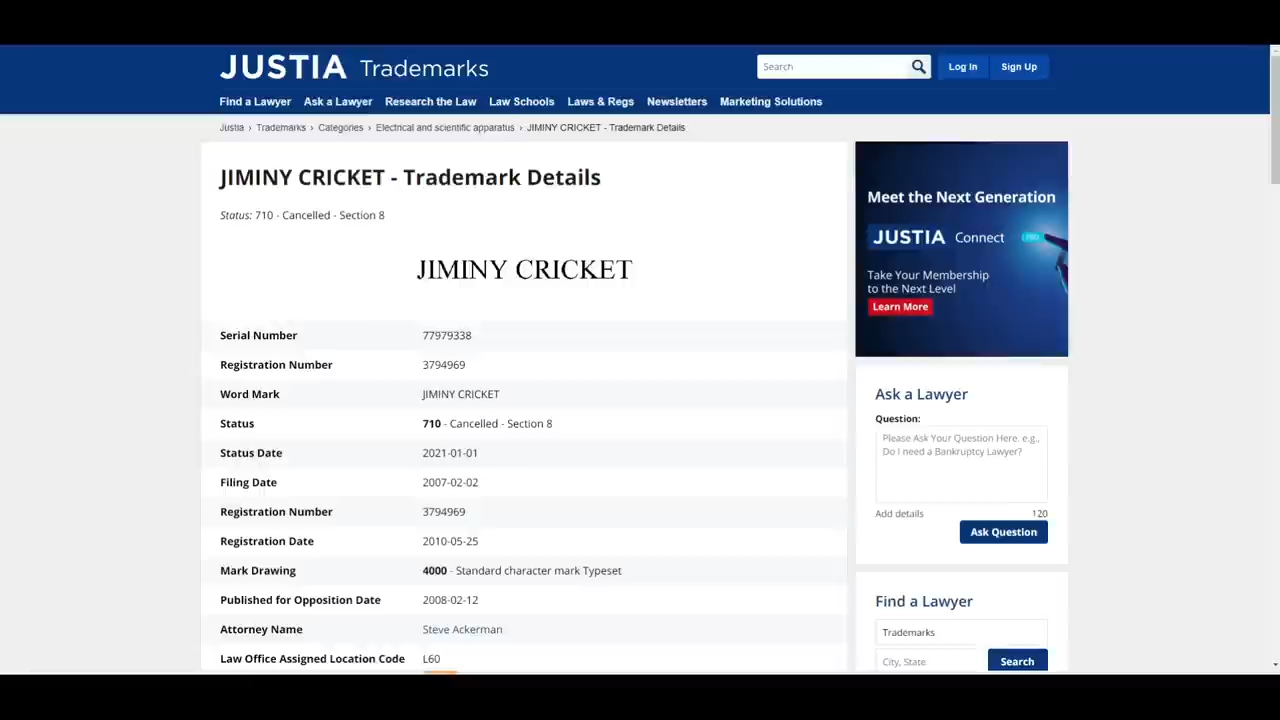 JUSTIA Trademarks
Search
Log In
Sign Up
Find a Lawyer Ask a Lawyer Research the Law Law Schools Laws & Regs Newsletters Marketing Solutions
Justia › Trademarks › Categories › Electrical and scientific apparatus › JIMINY CRICKET - Trademark Details
JIMINY CRICKET - Trademark Details
Status: 710 - Cancelled - Section 8
JIMINY CRICKET
Serial Number 77979338
Registration Number 3794969
Word Mark JIMINY CRICKET
Status 710 - Cancelled - Section 8
Status Date 2021-01-01
Filing Date 2007-02-02
Registration Number 3794969
Registration Date 2010-05-25
Mark Drawing 4000 - Standard character mark Typeset
Published for Opposition Date 2008-02-12
Attorney Name Steve Ackerman
Law Office Assigned Location Code L60
Meet the Next Generation
JUSTIA Connect PRO
Take Your Membership
to the Next Level
Learn More
Ask a Lawyer
Question:
Please Ask Your Question Here. e.g.,
Do I need a Bankruptcy Lawyer?
Add details 120
Ask Question
Find a Lawyer
Trademarks
City, State
Search